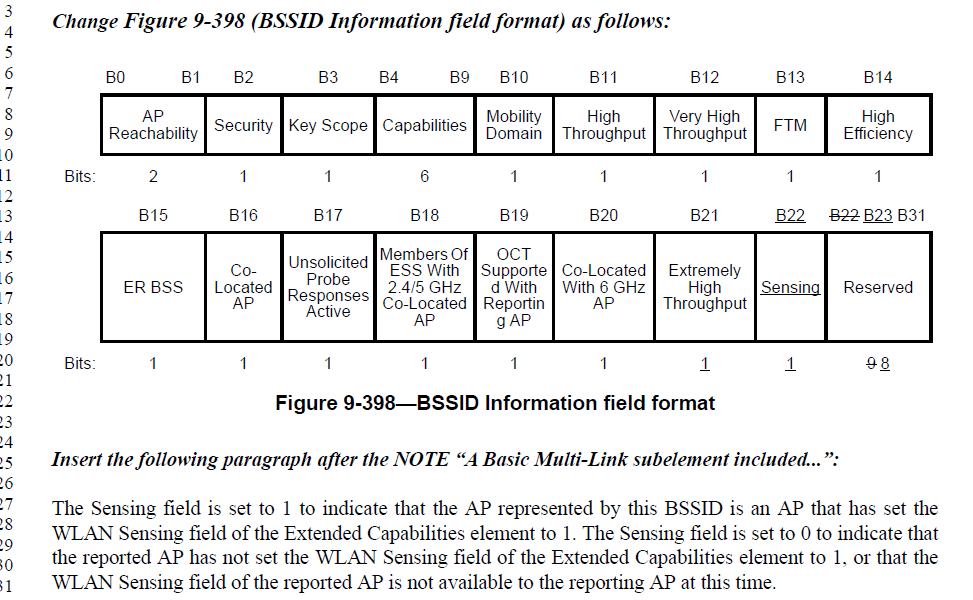 3
4
5
6
7
8
9
10
11
12
13
14
15
16
17
18
19
20
21
22
23
24
25
26
27
28
29
30
31
Change Figure 9-398 (BSSID Information field format) as follows:
B0 B1 B2 B3 B4 B9 B10 B11 B12 B13 B14
AP Reachability
Security
Key Scope
Capabilities
Mobility Domain
High Throughput
Very High Throughput
FTM
High Efficiency
Bits: 2 1 1 6 1 1 1 1 1
B15 B16 B17 B18 B19 B20 B21 B22 B22 B23 B31
ER BSS
Co-
Located
AP
Unsolicited
Probe
Responses
Active
Members Of
ESS With
2.4/5 GHz
Co-Located
AP
OCT
Supporte
d With
Reportin
g AP
Co-Located
With 6 GHz
AP
Extremely
High
Throughput
Sensing
Reserved
Bits: 1 1 1 1 1 1 1 1 9 8
Figure 9-398—BSSID Information field format
Insert the following paragraph after the NOTE “A Basic Multi-Link subelement included...”:
The Sensing field is set to 1 to indicate that the AP represented by this BSSID is an AP that has set the
WLAN Sensing field of the Extended Capabilities element to 1. The Sensing field is set to 0 to indicate that
the reported AP has not set the WLAN Sensing field of the Extended Capabilities element to 1, or that the
WLAN Sensing field of the reported AP is not available to the reporting AP at this time.